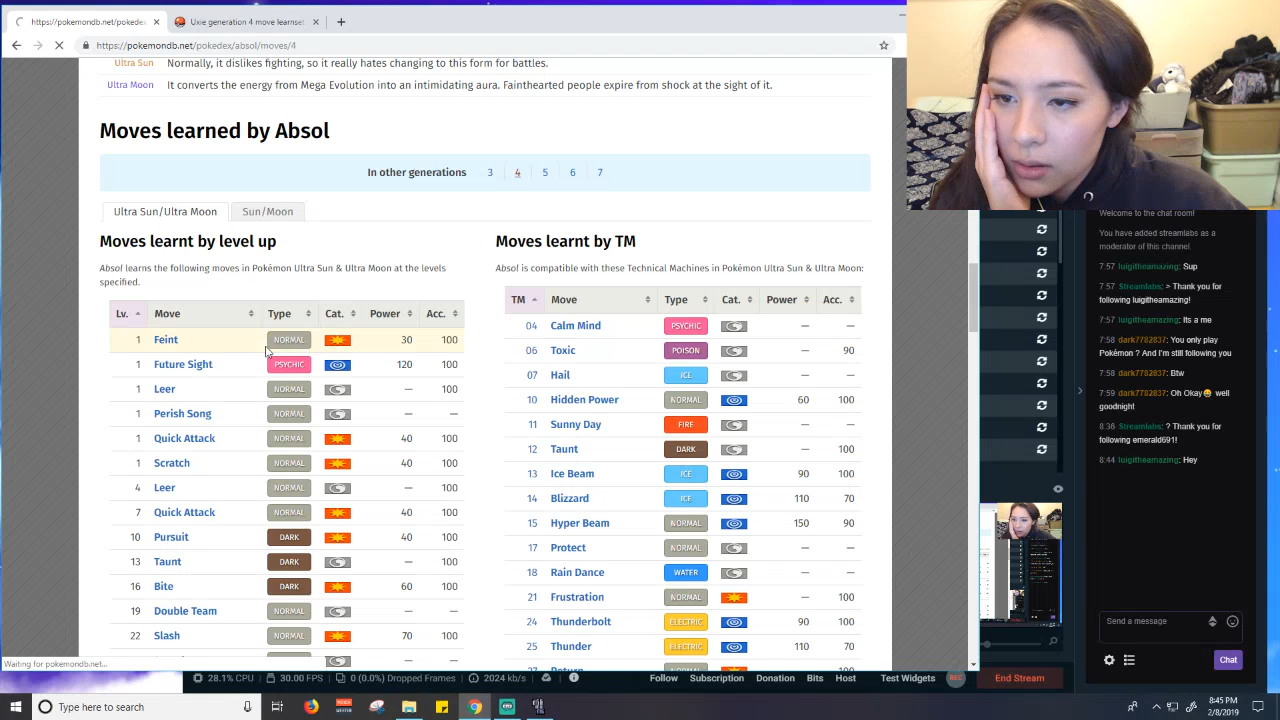 https://pokemondb.net/pokedex
Uxie generation 4 move learnset
https://pokemondb.net/pokedex/absol/moves/4
Ultra Sun Normally, it dislikes fighting, so it really hates changing to this form for battles.
Ultra Moon It converts the energy from Mega Evolution into an intimidating aura. Fainthearted people expire from shock at the sight of it.
Moves learned by Absol
In other generations 3 4 5 6 7
Ultra Sun/Ultra Moon Sun/Moon
Moves learnt by level up
Absol learns the following moves in Pokémon Ultra Sun & Ultra Moon at the levels
specified.
Lv. Move Type Cat. Power Acc.
1 Feint NORMAL 30 100
1 Future Sight PSYCHIC 120 100
1 Leer NORMAL — 100
1 Perish Song NORMAL — —
1 Quick Attack NORMAL 40 100
1 Scratch NORMAL 40 100
4 Leer NORMAL — 100
7 Quick Attack NORMAL 40 100
10 Pursuit DARK 40 100
13 Taunt DARK — 100
16 Bite DARK 60 100
19 Double Team NORMAL — —
22 Slash NORMAL 70 100
Moves learnt by TM
Absol is compatible with these Technical Machines in Pokémon Ultra Sun & Ultra Moon:
TM Move Type Cat. Power Acc.
04 Calm Mind PSYCHIC — —
06 Toxic POISON — 90
07 Hail ICE — —
10 Hidden Power NORMAL 60 100
11 Sunny Day FIRE — —
12 Taunt DARK — 100
13 Ice Beam ICE 90 100
14 Blizzard ICE 110 70
15 Hyper Beam NORMAL 150 90
17 Protect NORMAL — —
18 Rain Dance WATER — —
21 Frustration NORMAL — 100
24 Thunderbolt ELECTRIC 90 100
25 Thunder ELECTRIC 110 70
27 Return NORMAL — 100
Waiting for pokemondb.net...
Welcome to the chat room!
You have added streamlabs as a
moderator of this channel.
7:57 luigitheamazing: Sup
7:57 Streamlabs: > Thank you for
following luigitheamazing!
7:57 luigitheamazing: Its a me
7:58 dark7782837: You only play
Pokémon ? And I'm still following you
7:58 dark7782837: Btw
7:59 dark7782837: Oh Okay😅 well
goodnight
8:36 Streamlabs: ? Thank you for
following emerald691!
8:44 luigitheamazing: Hey
Send a message
Chat
28.1% CPU 30.00 FPS 0 (0.0%) Dropped Frames 2024 kb/s
Follow Subscription Donation Bits Host Test Widgets REC End Stream
Type here to search
8:45 PM
2/8/2019